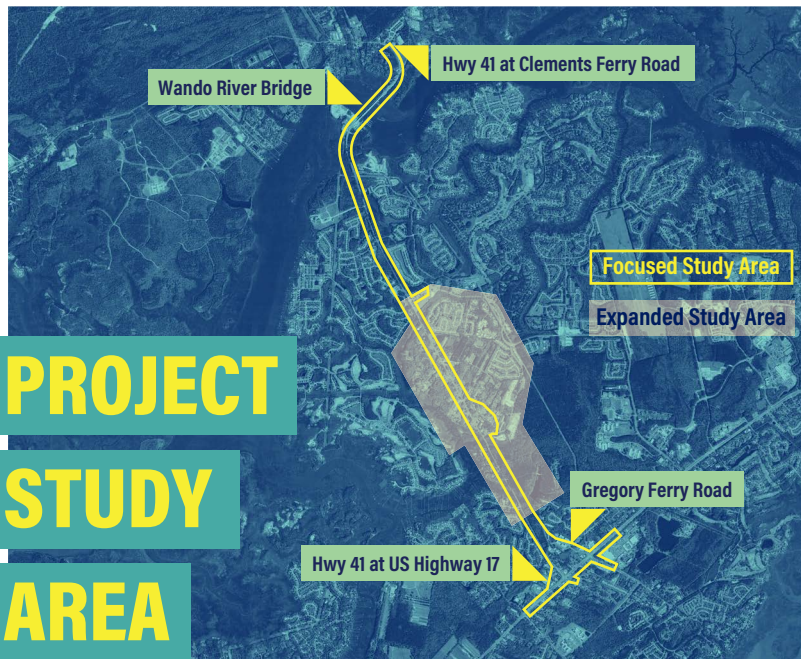 Hwy 41 at Clements Ferry Road
Wando River Bridge
Focused Study Area
Expanded Study Area
PROJECT
STUDY
AREA
Gregory Ferry Road
Hwy 41 at US Highway 17